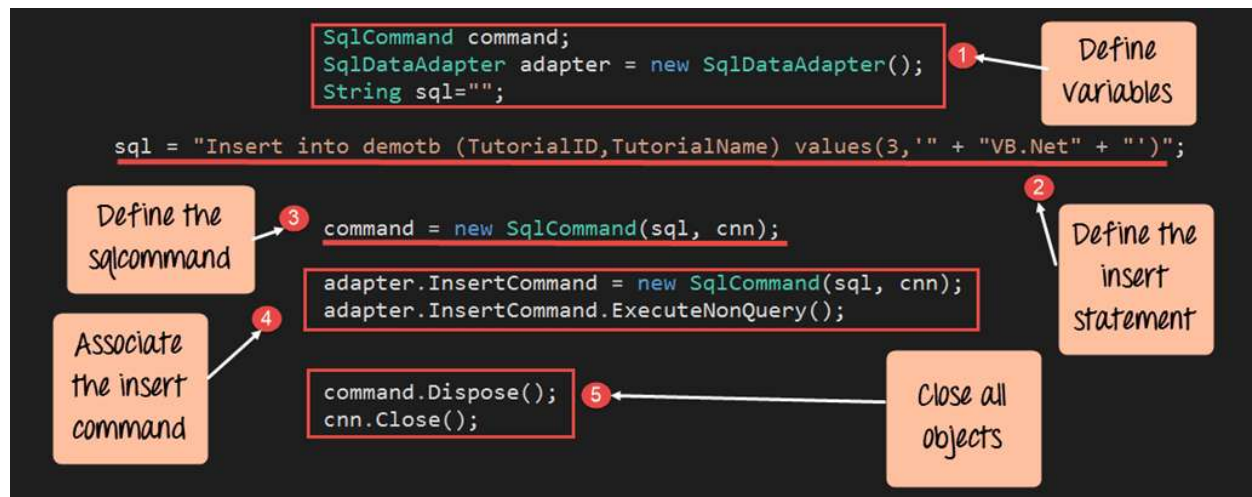 SqlCommand command;
SqlDataAdapter adapter = new SqlDataAdapter();
String sql="";
1
Define
variables
sql = "Insert into demotb (TutorialID,TutorialName) values(3,'" + "VB.Net" + "')";
2
Define the
insert
statement
Define the
sqlcommand
3
command = new SqlCommand(sql, cnn);
adapter.InsertCommand = new SqlCommand(sql, cnn);
adapter.InsertCommand.ExecuteNonQuery();
4
Associate
the insert
command
command.Dispose();
cnn.Close();
5
Close all
objects